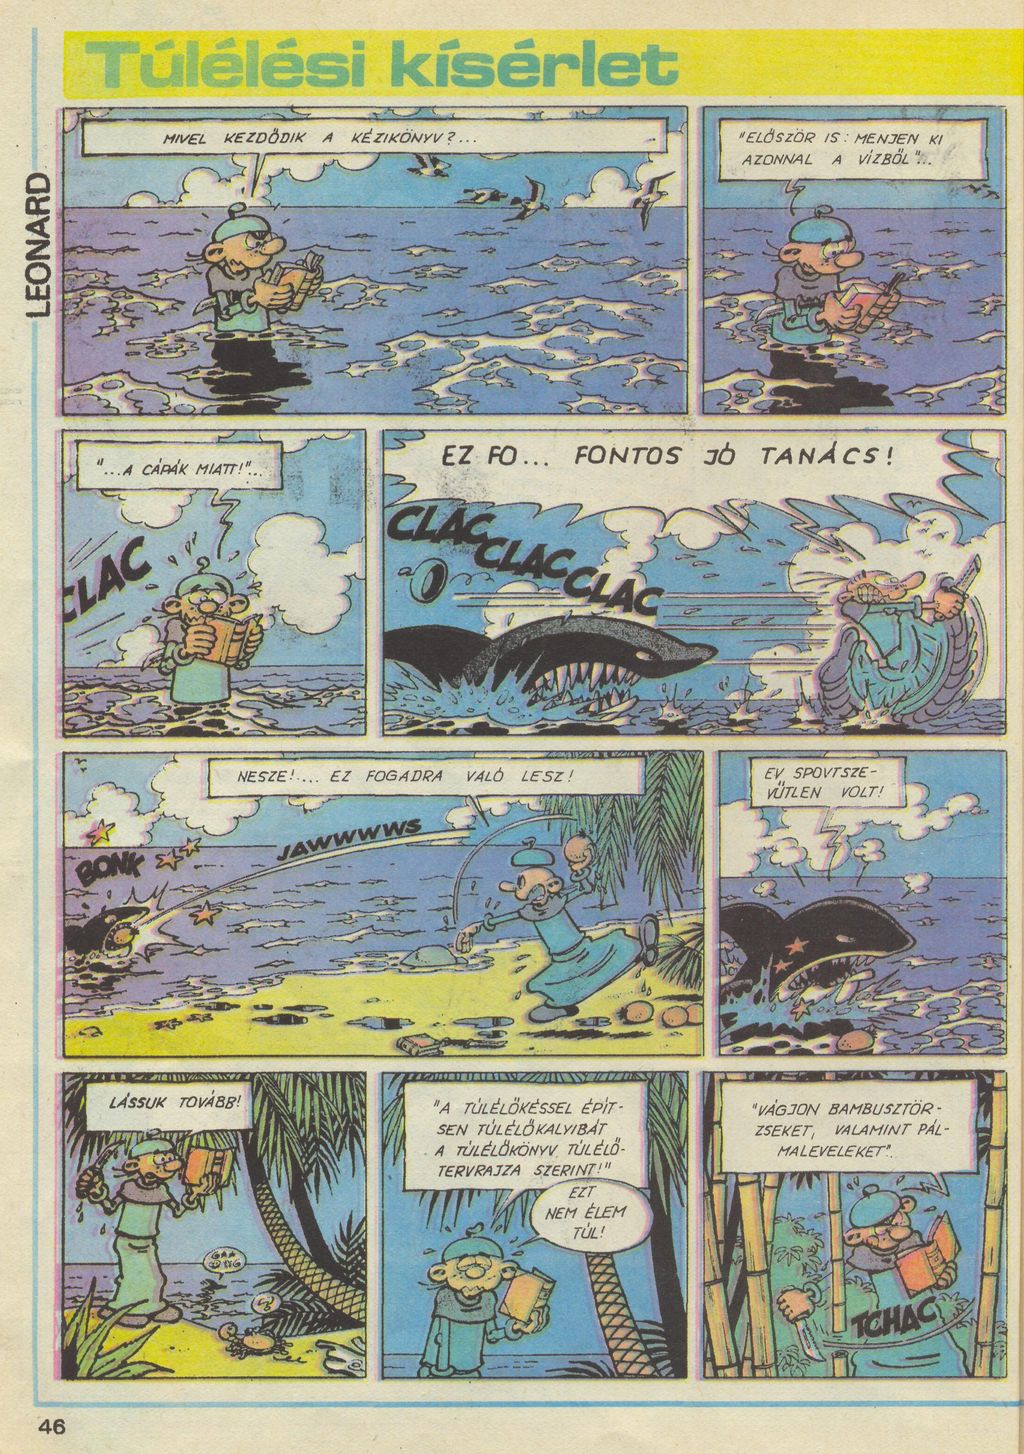 Túlélési kísérlet
LEONARD
MIVEL KEZDŐDIK A KÉZIKÖNYV?...
"ELŐSZÖR IS: MENJEN KI
AZONNAL A VÍZBŐL"...
"...A CÁPÁK MIATT!"...
CLAC
EZ FO... FONTOS JÓ TANÁCS!
CLAC
CLAC
CLAC
NESZE!.... EZ FOGADRA VALÓ LESZ!
BONK
JAWWWWS
EV SPOVTSZE-
VŰTLEN VOLT!
LÁSSUK TOVÁBB!
"A TÚLÉLŐKÉSSEL ÉPÍT-
SEN TÚLÉLŐKALYIBÁT
A TÚLÉLŐKÖNYV TÚLÉLŐ-
TERVRAJZA SZERINT!"
EZT
NEM ÉLEM
TÚL!
"VÁGJON BAMBUSZTÖR-
ZSEKET, VALAMINT PÁL-
MALEVELEKET".
TCHAC
46